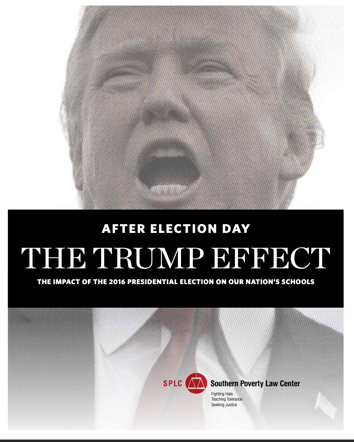 AFTER ELECTION DAY
THE TRUMP EFFECT
THE IMPACT OF THE 2016 PRESIDENTIAL ELECTION ON OUR NATION'S SCHOOLS
SPLC Southern Poverty Law Center
Fighting Hate
Teaching Tolerance
Seeking Justice